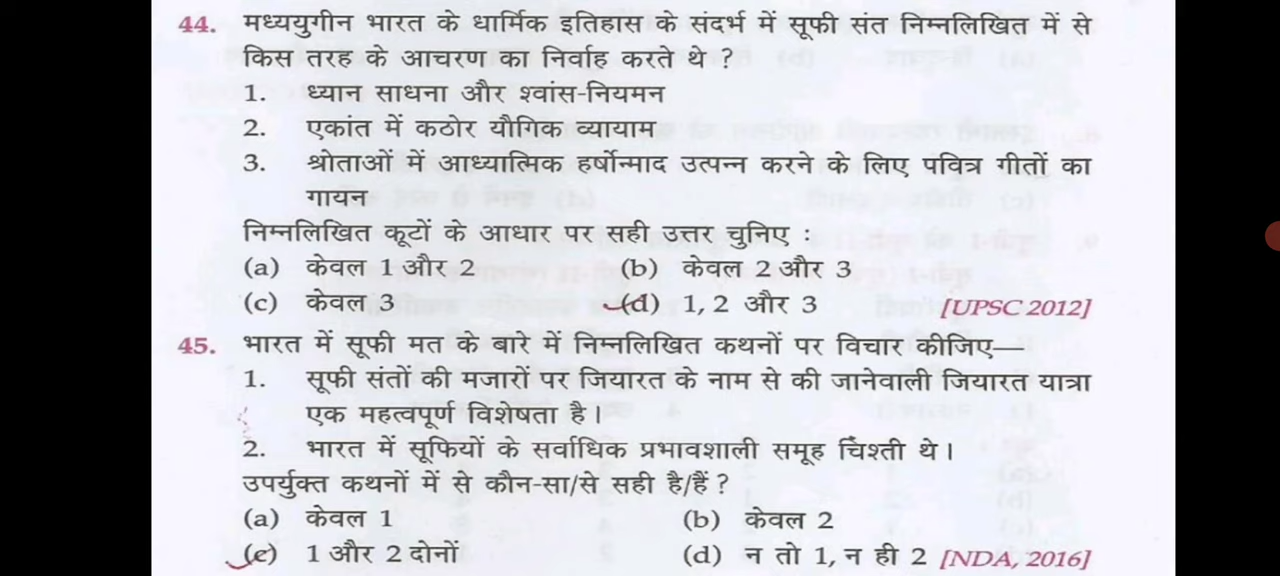 44. मध्ययुगीन भारत के धार्मिक इतिहास के संदर्भ में सूफी संत निम्नलिखित में से
किस तरह के आचरण का निर्वाह करते थे ?
1. ध्यान साधना और श्वांस-नियमन
2. एकांत में कठोर यौगिक व्यायाम
3. श्रोताओं में आध्यात्मिक हर्षोन्माद उत्पन्न करने के लिए पवित्र गीतों का
गायन
निम्नलिखित कूटों के आधार पर सही उत्तर चुनिए :
(a) केवल 1 और 2 (b) केवल 2 और 3
(c) केवल 3 (d) 1, 2 और 3 [UPSC 2012]
45. भारत में सूफी मत के बारे में निम्नलिखित कथनों पर विचार कीजिए—
1. सूफी संतों की मजारों पर जियारत के नाम से की जानेवाली जियारत यात्रा
एक महत्वपूर्ण विशेषता है।
2. भारत में सूफियों के सर्वाधिक प्रभावशाली समूह चिश्ती थे।
उपर्युक्त कथनों में से कौन-सा/से सही है/हैं ?
(a) केवल 1 (b) केवल 2
(c) 1 और 2 दोनों (d) न तो 1, न ही 2 [NDA, 2016]